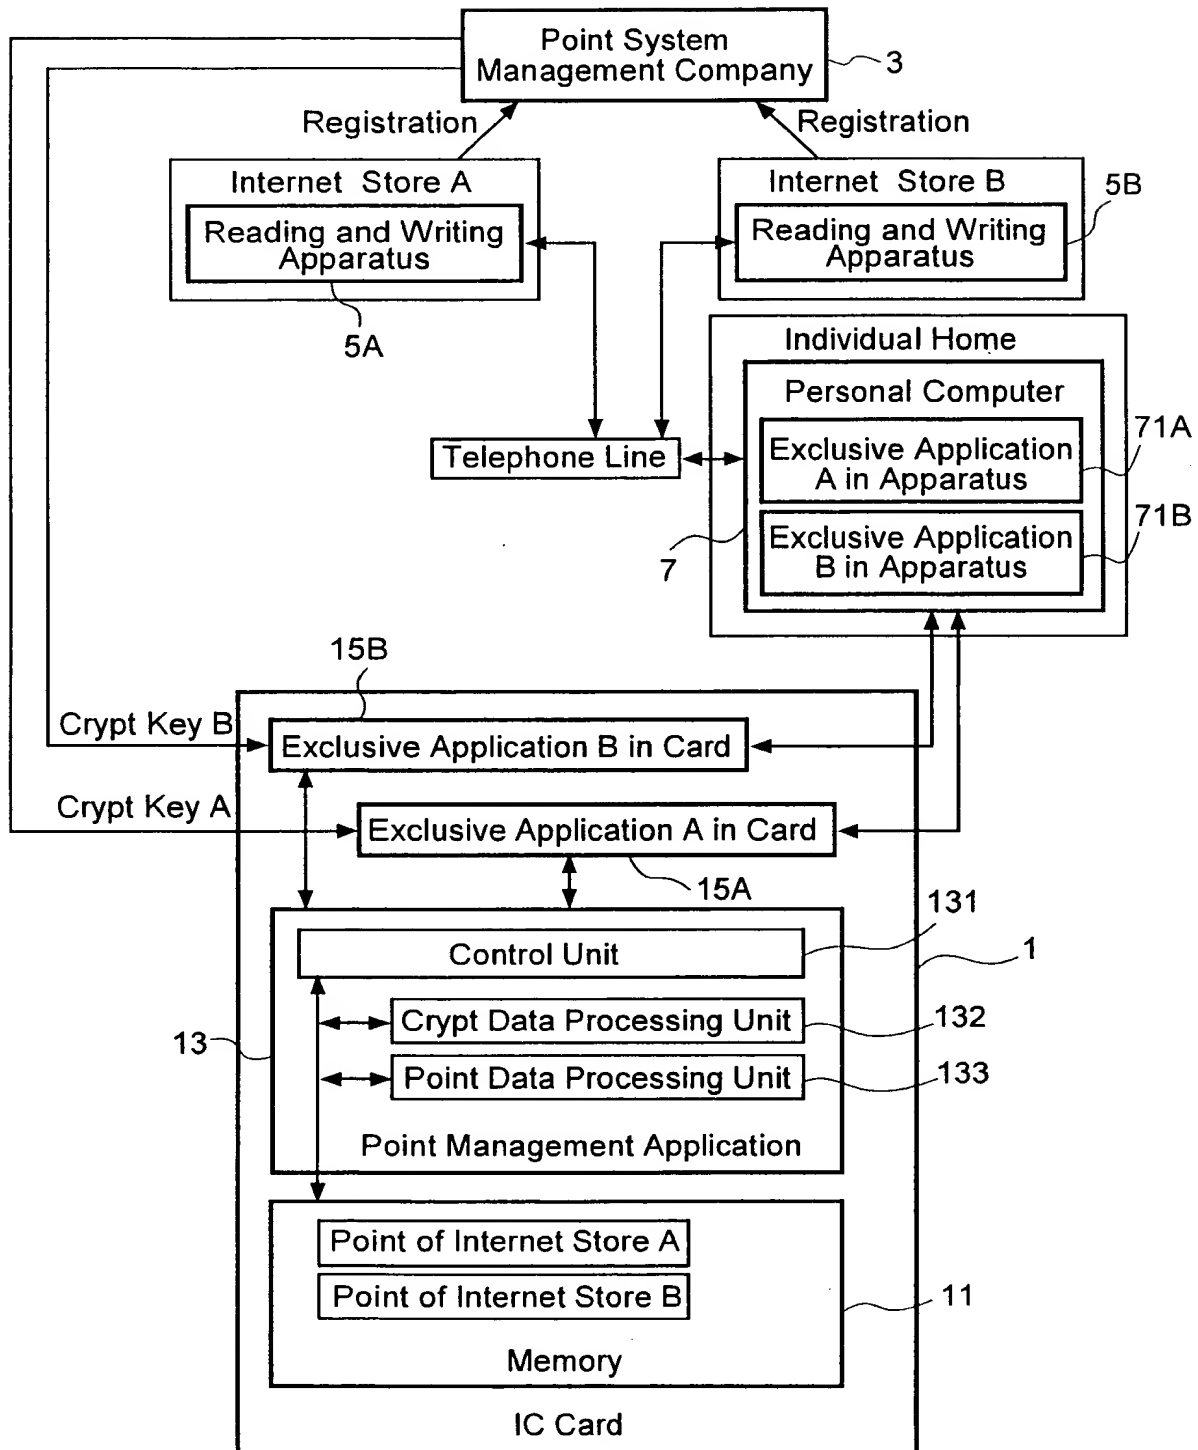 Point System
Management Company
3
Registration
Registration
Internet Store A
Internet Store B
5B
Reading and Writing
Apparatus
Reading and Writing
Apparatus
5A
Individual Home
Personal Computer
71A
Exclusive Application
A in Apparatus
Telephone Line
71B
Exclusive Application
B in Apparatus
7
15B
Crypt Key B
Exclusive Application B in Card
Crypt Key A
Exclusive Application A in Card
15A
131
Control Unit
1
Crypt Data Processing Unit
132
13
Point Data Processing Unit
133
Point Management Application
Point of Internet Store A
Point of Internet Store B
11
Memory
IC Card